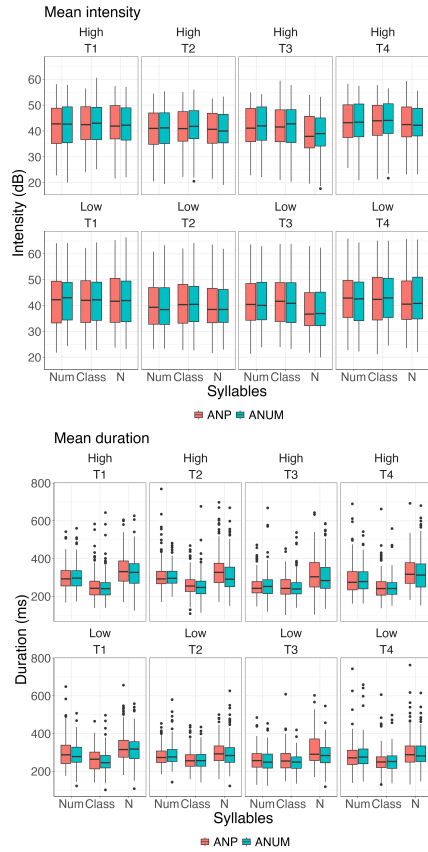 Mean intensity
High High High High
T1 T2 T3 T4
60
50
40
30
20
Low Low Low Low
T1 T2 T3 T4
60
50
40
30
20
Intensity (dB)
Num Class N Num Class N Num Class N Num Class N
Syllables
ANP ANUM
Mean duration
High High High High
T1 T2 T3 T4
800
600
400
200
Low Low Low Low
T1 T2 T3 T4
800
600
400
200
Duration (ms)
Num Class N Num Class N Num Class N Num Class N
Syllables
ANP ANUM